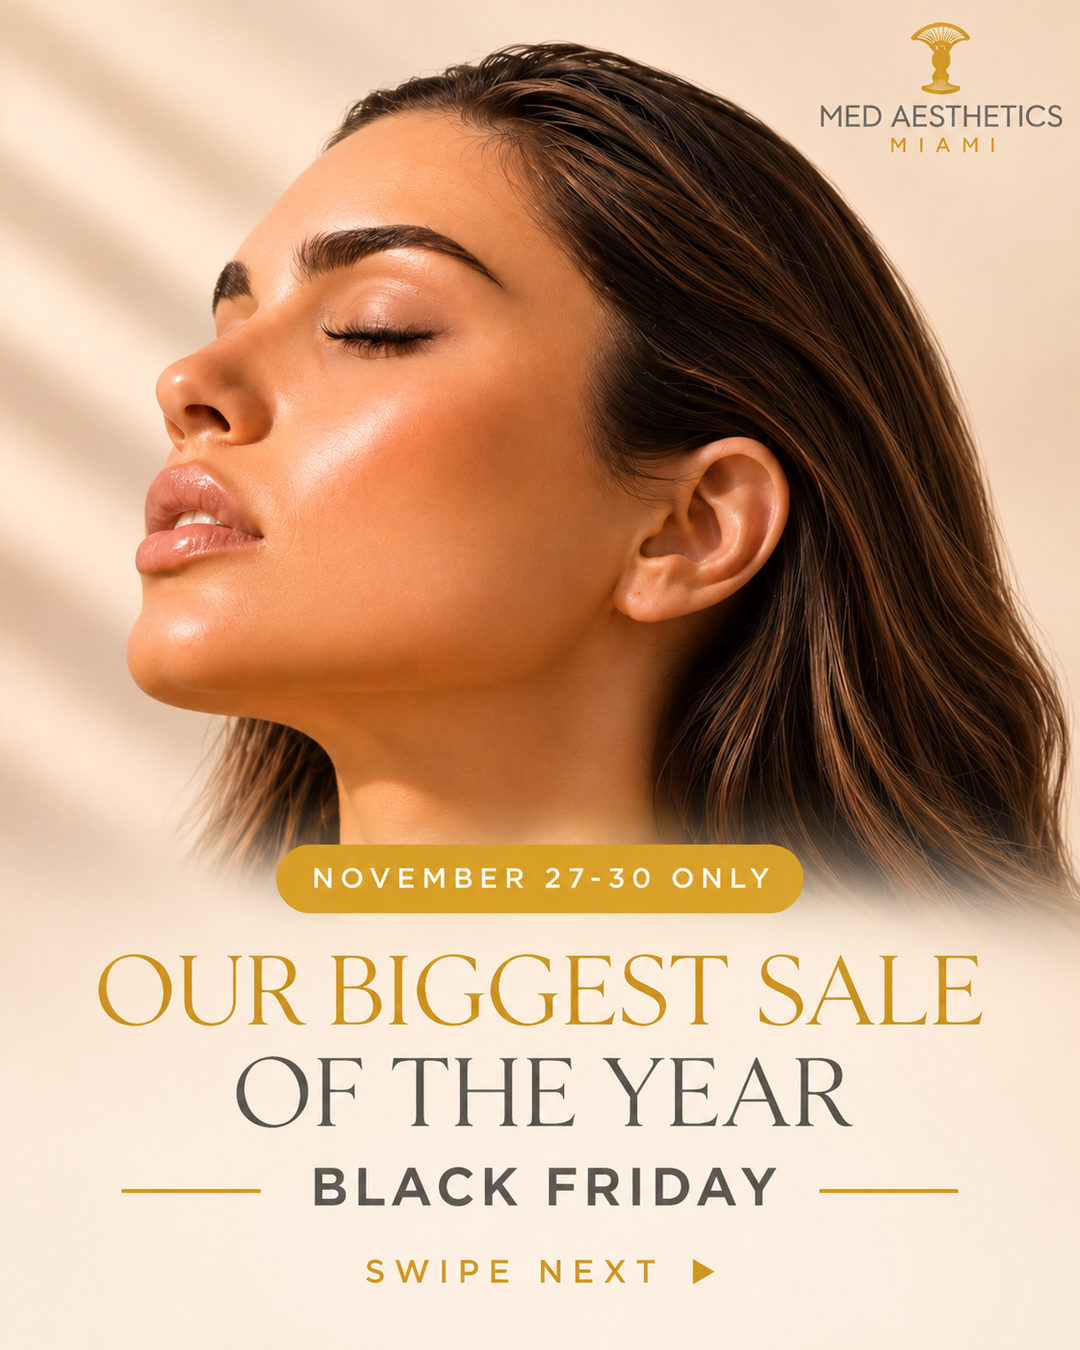 MED AESTHETICS
MIAMI
NOVEMBER 27-30 ONLY
OUR BIGGEST SALE
OF THE YEAR
BLACK FRIDAY
SWIPE NEXT ▶